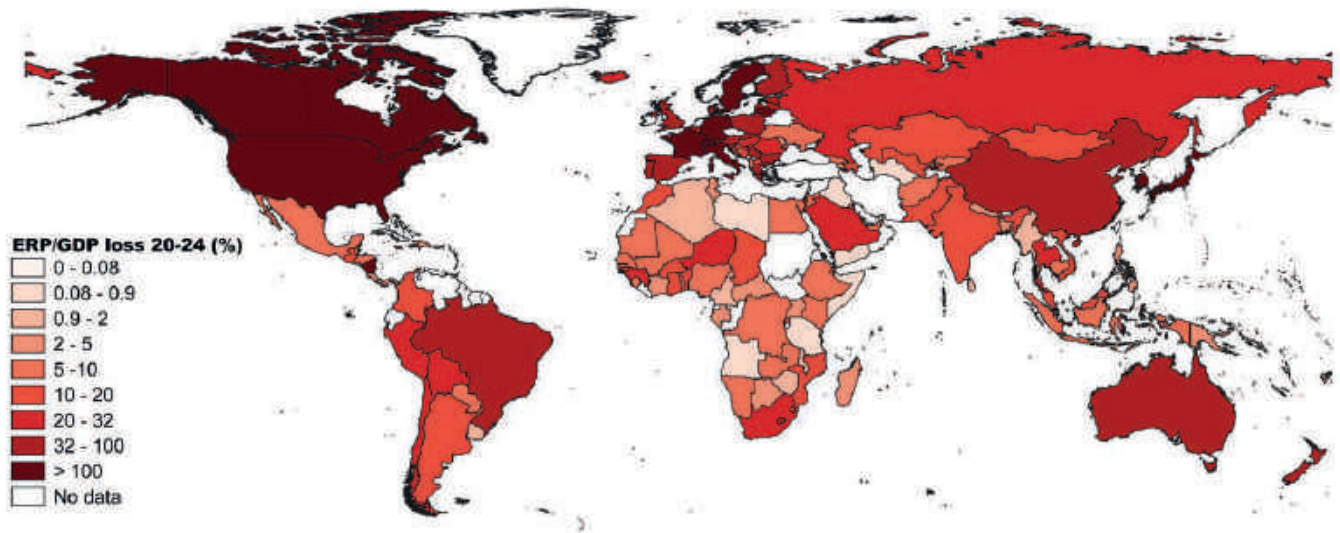 ERP/GDP loss 20-24 (%)
0 - 0.08
0.08 - 0.9
0.9 - 2
2 - 5
5 -10
10 - 20
20 - 32
32 - 100
> 100
No data